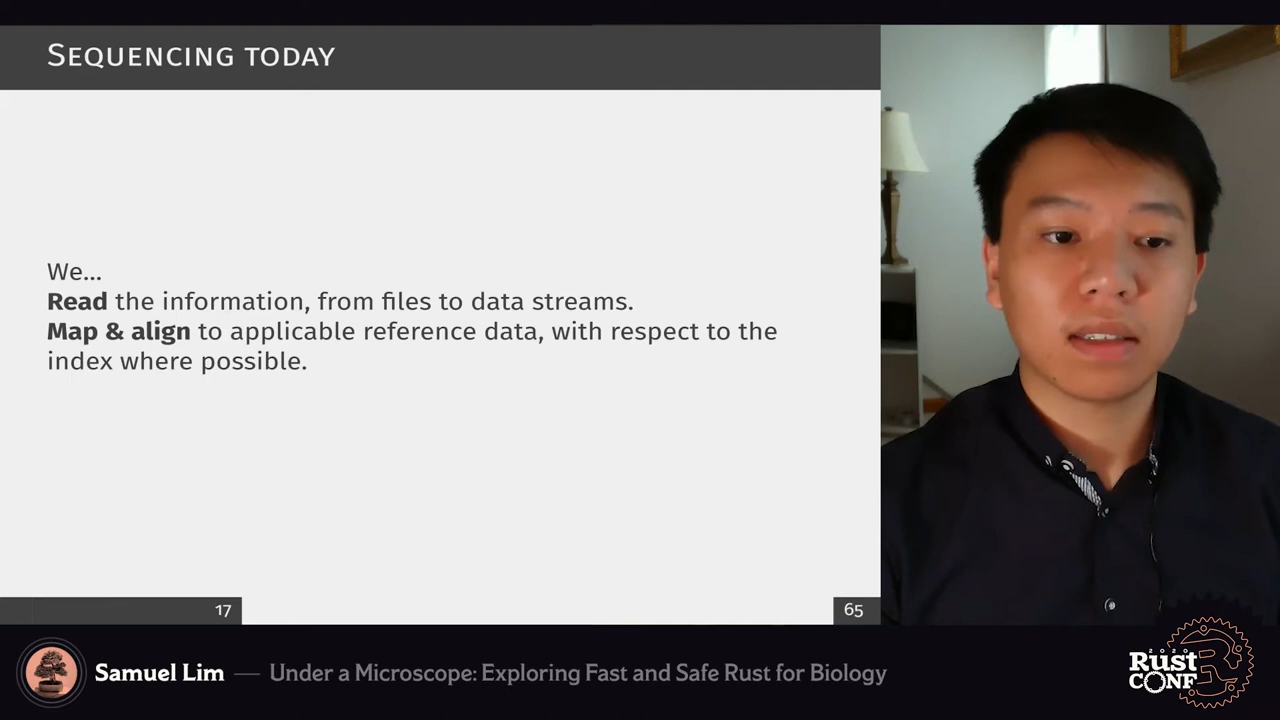 Sequencing today
We...
Read the information, from files to data streams.
Map & align to applicable reference data, with respect to the
index where possible.
17
65
Samuel Lim — Under a Microscope: Exploring Fast and Safe Rust for Biology
2020
Rust
CONF
R